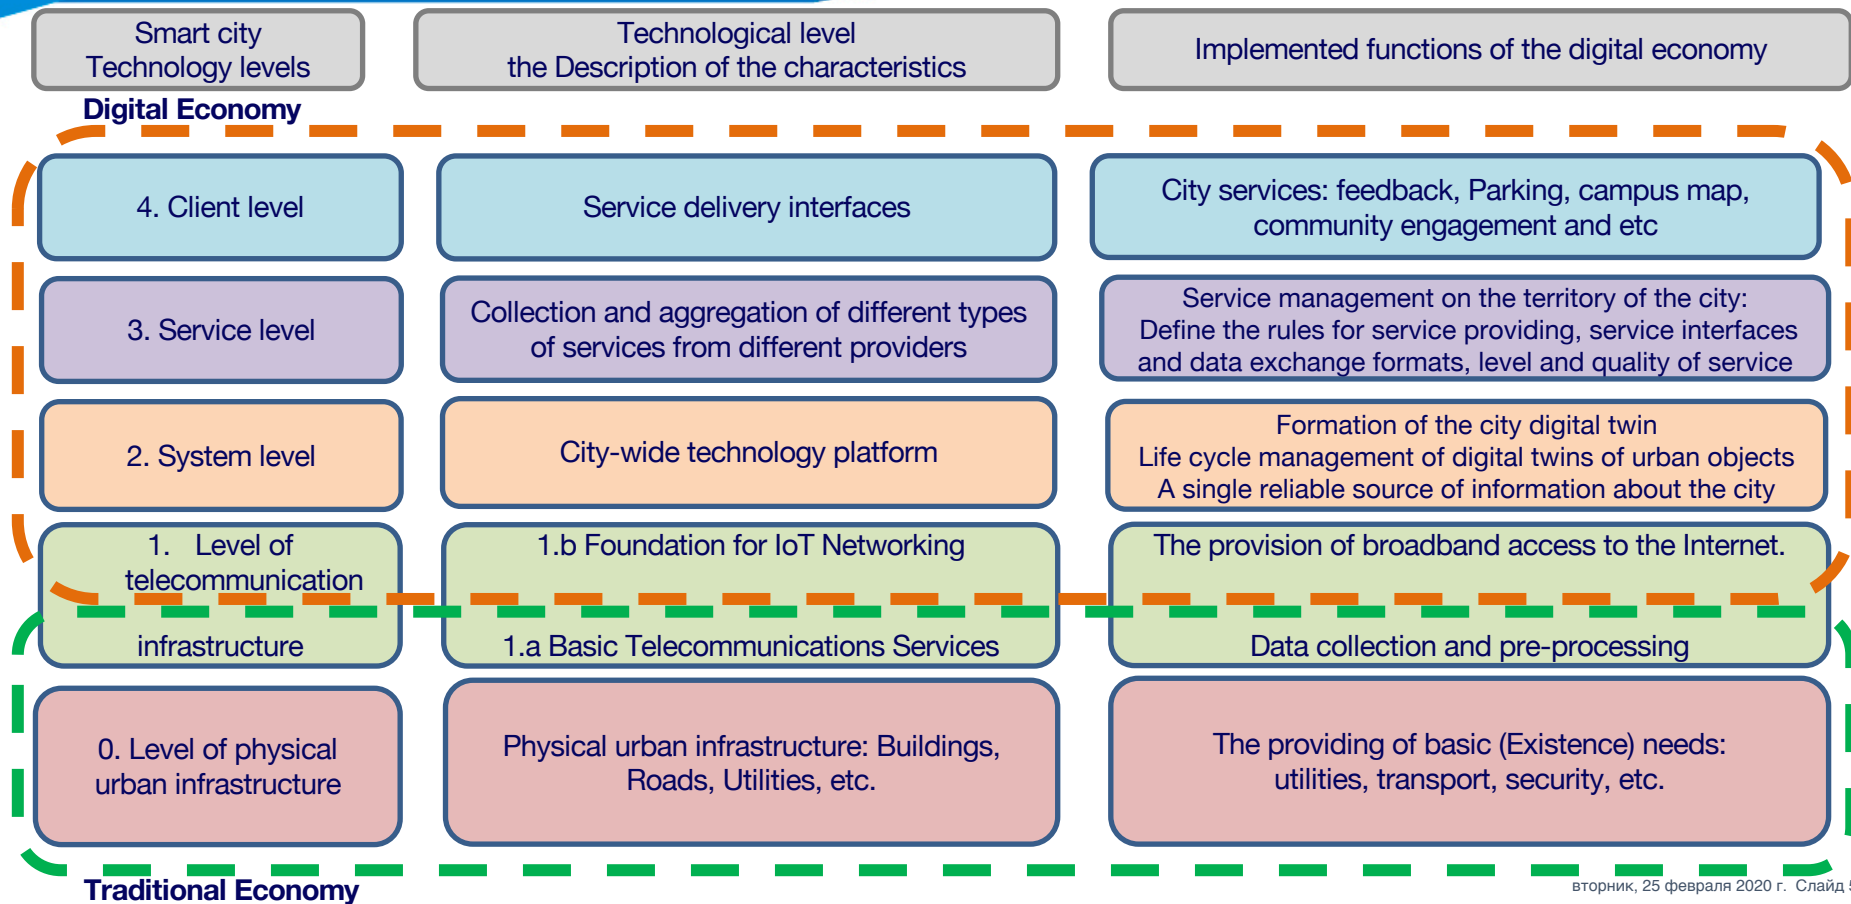 Smart city
Technology levels
Technological level
the Description of the characteristics
Implemented functions of the digital economy
Digital Economy
4. Client level
Service delivery interfaces
City services: feedback, Parking, campus map,
community engagement and etc
3. Service level
Collection and aggregation of different types
of services from different providers
Service management on the territory of the city:
Define the rules for service providing, service interfaces
and data exchange formats, level and quality of service
2. System level
City-wide technology platform
Formation of the city digital twin
Life cycle management of digital twins of urban objects
A single reliable source of information about the city
1. Level of
telecommunication
infrastructure
1.b Foundation for IoT Networking
1.a Basic Telecommunications Services
The provision of broadband access to the Internet.
Data collection and pre-processing
0. Level of physical
urban infrastructure
Physical urban infrastructure: Buildings,
Roads, Utilities, etc.
The providing of basic (Existence) needs:
utilities, transport, security, etc.
Traditional Economy
вторник, 25 февраля 2020 г. Слайд 5